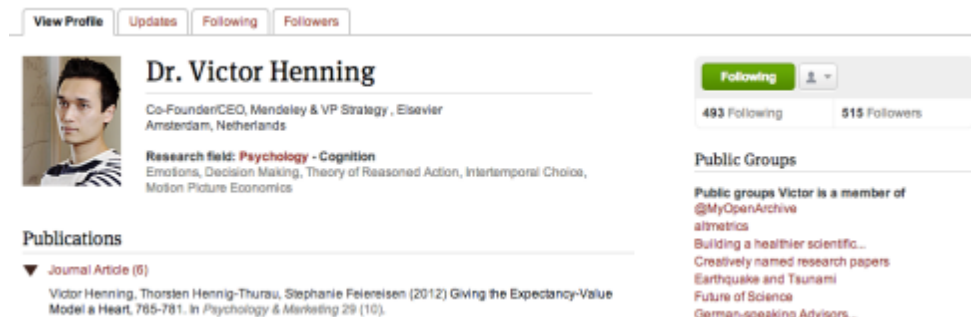 View Profile
Updates
Following
Followers
Dr. Victor Henning
Co-Founder/CEO, Mendeley & VP Strategy , Elsevier
Amsterdam, Netherlands
Research field: Psychology - Cognition
Emotions, Decision Making, Theory of Reasoned Action, Intertemporal Choice,
Motion Picture Economics
Publications
Journal Article (6)
Victor Henning, Thorsten Hennig-Thurau, Stephanie Feiereisen (2012) Giving the Expectancy-Value
Model a Heart, 765-781. In Psychology & Marketing 29 (10).
Following
493 Following
515 Followers
Public Groups
Public groups Victor is a member of
@MyOpenArchive
altmetrics
Building a healthier scientific...
Creatively named research papers
Earthquake and Tsunami
Future of Science
German-speaking Advisors...